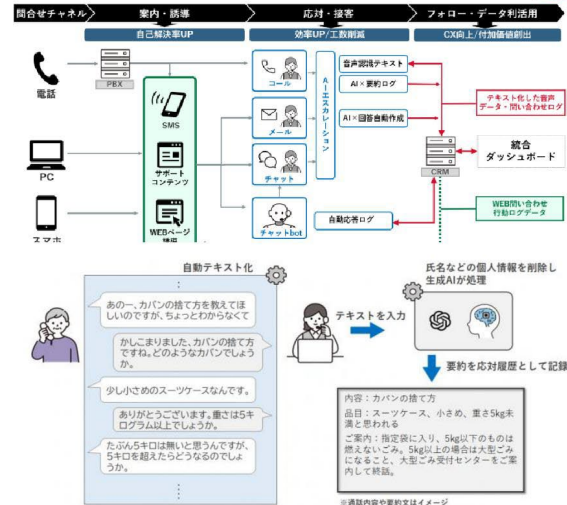 問合せチャネル
案内・誘導
応対・接客
フォロー・データ利活用
自己解決率UP
効率UP/工数削減
CX向上/付加価値創出
電話
PBX
SMS
サポート
コンテンツ
WEBページ
PC
スマホ
コール
メール
チャット
チャットbot
AIエスカレーション
音声認識テキスト
AI×要約ログ
AI×回答自動作成
自動応答ログ
CRM
テキスト化した音声
データ・問い合わせログ
統合
ダッシュボード
WEB問い合わせ
行動ログデータ
自動テキスト化
あのー、カバンの捨て方を教えてほ
しいのですが、ちょっとわからなくて
かしこまりました、カバンの捨て方
ですね。どのようなカバンでしょう
か。
少し小さめのスーツケースなんです。
ありがとうございます。重さは5キ
ログラム以上でしょうか。
たぶん5キロは無いと思うんですが、
5キロを超えたらどうなるのでしょ
うか。
テキストを入力
氏名などの個人情報を削除し
生成AIが処理
要約を応対履歴として記録
内容：カバンの捨て方
品目：スーツケース、小さめ、重さ5kg未
満と思われる
ご案内：指定袋に入り、5kg以下のものは
燃えないごみ。5kg以上の場合は大型ごみ
になること、大型ごみ受付センターをご案
内して終話。
※通話内容や要約文はイメージ